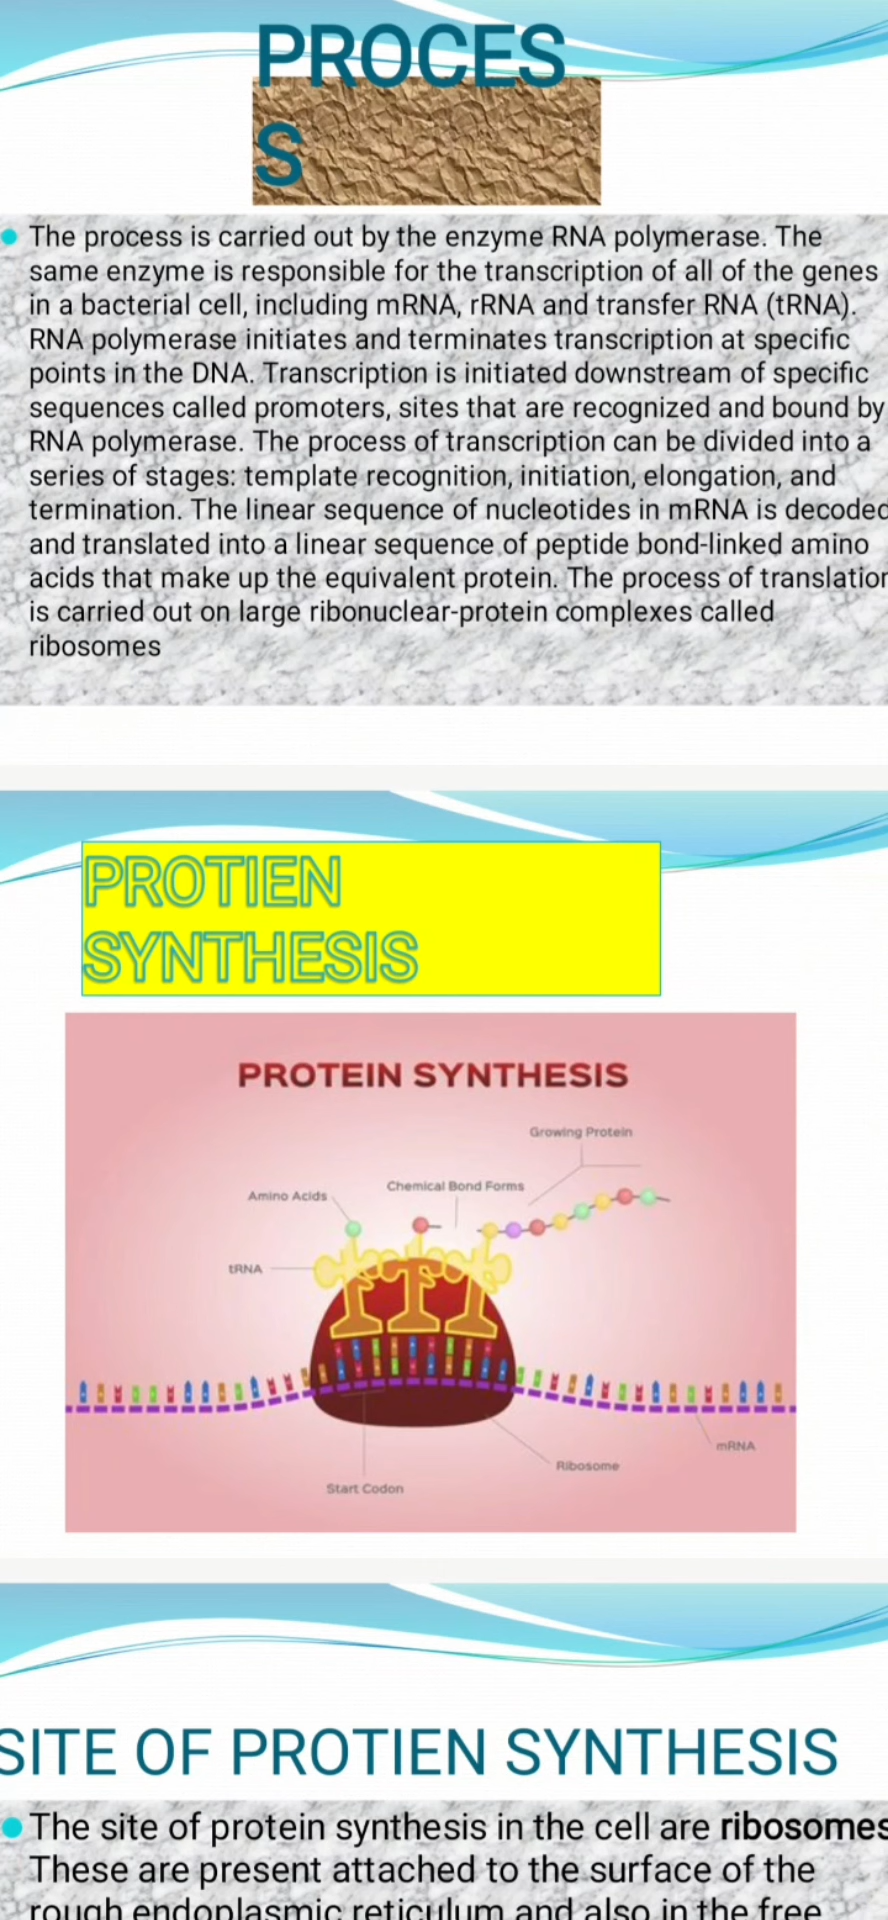 PROCES
S
The process is carried out by the enzyme RNA polymerase. The
same enzyme is responsible for the transcription of all of the genes
in a bacterial cell, including mRNA, rRNA and transfer RNA (tRNA).
RNA polymerase initiates and terminates transcription at specific
points in the DNA. Transcription is initiated downstream of specific
sequences called promoters, sites that are recognized and bound by
RNA polymerase. The process of transcription can be divided into a
series of stages: template recognition, initiation, elongation, and
termination. The linear sequence of nucleotides in mRNA is decoded
and translated into a linear sequence of peptide bond-linked amino
acids that make up the equivalent protein. The process of translation
is carried out on large ribonuclear-protein complexes called
ribosomes
PROTIEN
SYNTHESIS
PROTEIN SYNTHESIS
Growing Protein
Chemical Bond Forms
Amino Acids
tRNA
mRNA
Ribosome
Start Codon
SITE OF PROTIEN SYNTHESIS
The site of protein synthesis in the cell are ribosomes
These are present attached to the surface of the
rough endoplasmic reticulum and also in the free